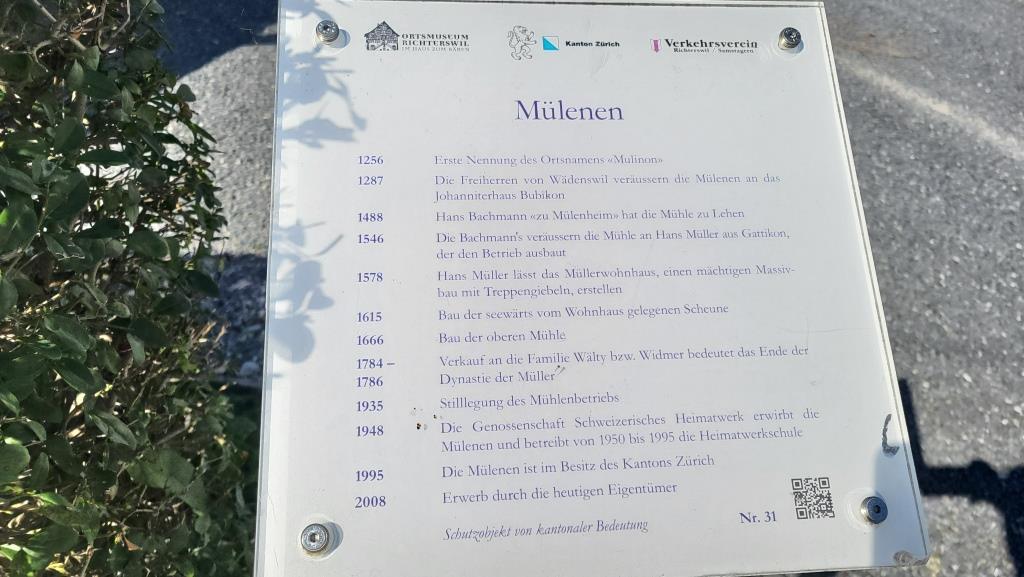 ORTSMUSEUM
RICHTERSWIL
IM HAUS ZUM BÄREN
Kanton Zürich
Verkehrsverein
Richterswil / Samstagern
Mülenen
1256 Erste Nennung des Ortsnamens «Mulinon»
1287 Die Freiherren von Wädenswil veräussern die Mülenen an das
Johanniterhaus Bubikon
1488 Hans Bachmann «zu Mülenheim» hat die Mühle zu Lehen
1546 Die Bachmann's veräussern die Mühle an Hans Müller aus Gattikon,
der den Betrieb ausbaut
1578 Hans Müller lässt das Müllerwohnhaus, einen mächtigen Massiv-
bau mit Treppengiebeln, erstellen
1615 Bau der seewärts vom Wohnhaus gelegenen Scheune
1666 Bau der oberen Mühle
1784 – Verkauf an die Familie Wälty bzw. Widmer bedeutet das Ende der
1786 Dynastie der Müller
1935 Stilllegung des Mühlenbetriebs
1948 Die Genossenschaft Schweizerisches Heimatwerk erwirbt die
Mülenen und betreibt von 1950 bis 1995 die Heimatwerkschule
1995 Die Mülenen ist im Besitz des Kantons Zürich
2008 Erwerb durch die heutigen Eigentümer
Schutzobjekt von kantonaler Bedeutung
Nr. 31